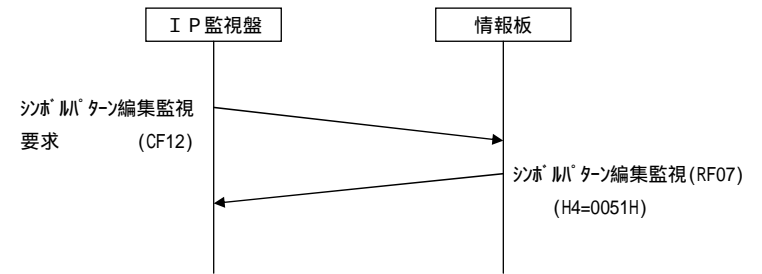 ＩＰ監視盤
情報板
ｼﾝﾎﾞﾙﾊﾟﾀｰﾝ編集監視
要求 (CF12)
ｼﾝﾎﾞﾙﾊﾟﾀｰﾝ編集監視(RF07)
(H4=0051H)